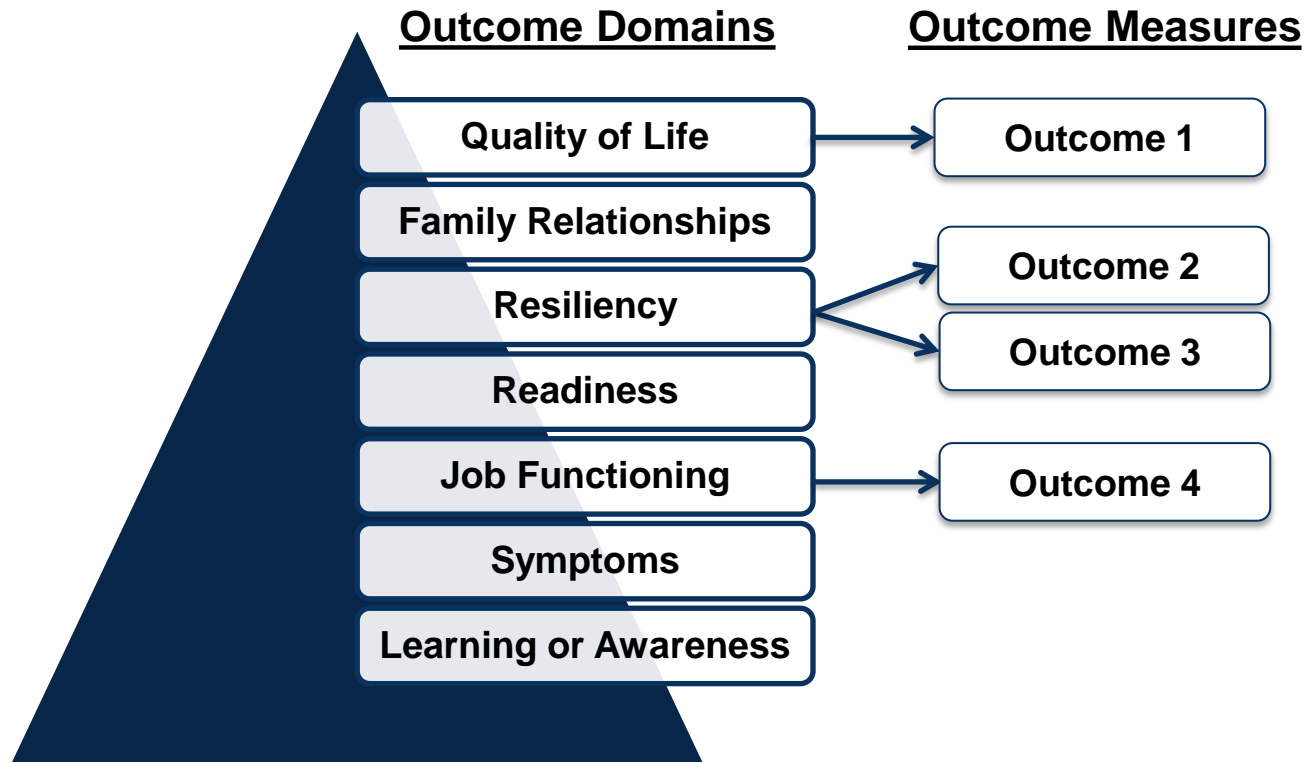 Outcome Domains
Outcome Measures
Quality of Life
Outcome 1
Family Relationships
Resiliency
Outcome 2
Outcome 3
Readiness
Job Functioning
Outcome 4
Symptoms
Learning or Awareness